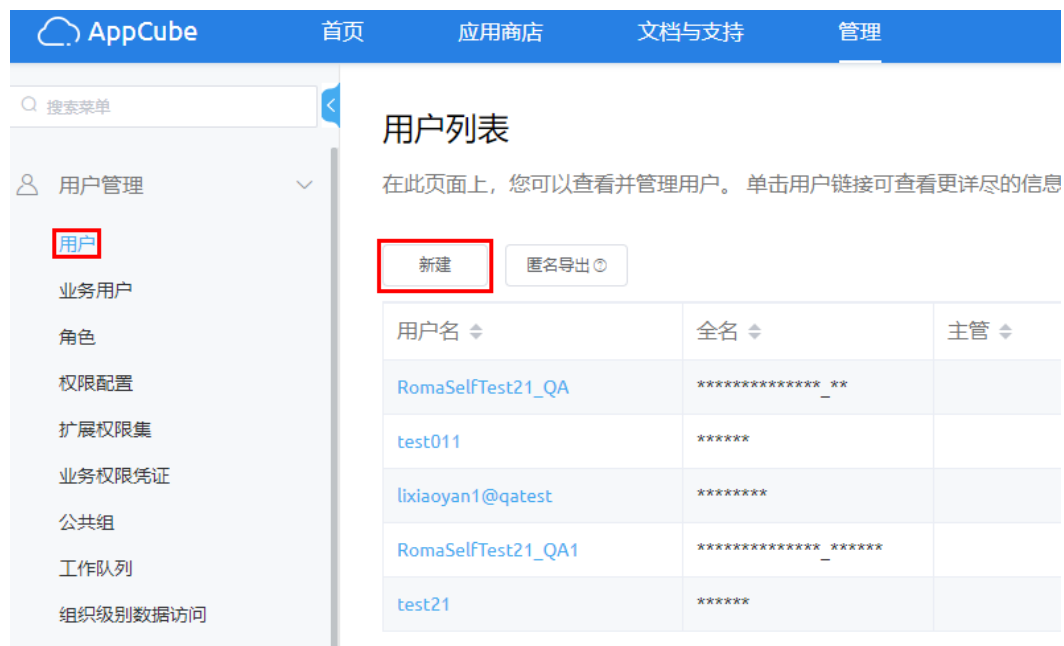 AppCube 首页 应用商店 文档与支持 管理
搜索菜单
用户管理
用户
业务用户
角色
权限配置
扩展权限集
业务权限凭证
公共组
工作队列
组织级别数据访问
用户列表
在此页面上，您可以查看并管理用户。 单击用户链接可查看更详尽的信息
新建 匿名导出
用户名 全名 主管
RomaSelfTest21_QA **************_**
test011 ******
lixiaoyan1@qatest ********
RomaSelfTest21_QA1 **************_******
test21 ******